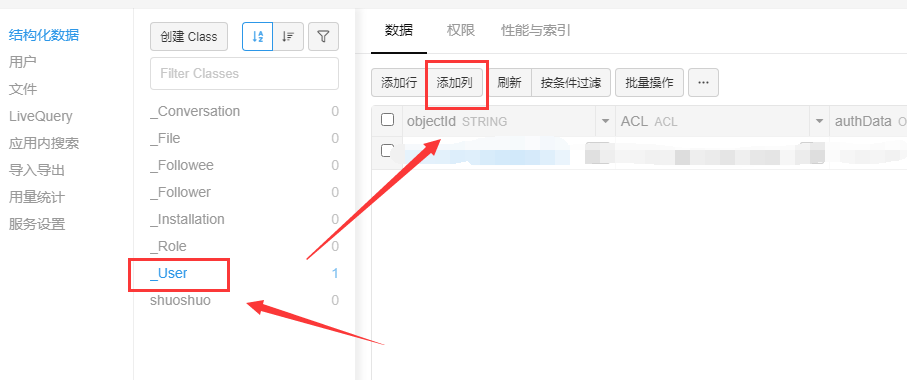 结构化数据
用户
文件
LiveQuery
应用内搜索
导入导出
用量统计
服务设置
创建 Class
Filter Classes
_Conversation 0
_File 0
_Followee 0
_Follower 0
_Installation 0
_Role 0
_User 1
shuoshuo 0
数据 权限 性能与索引
添加行 添加列 刷新 按条件过滤 批量操作 ···
objectId STRING ACL ACL authData O